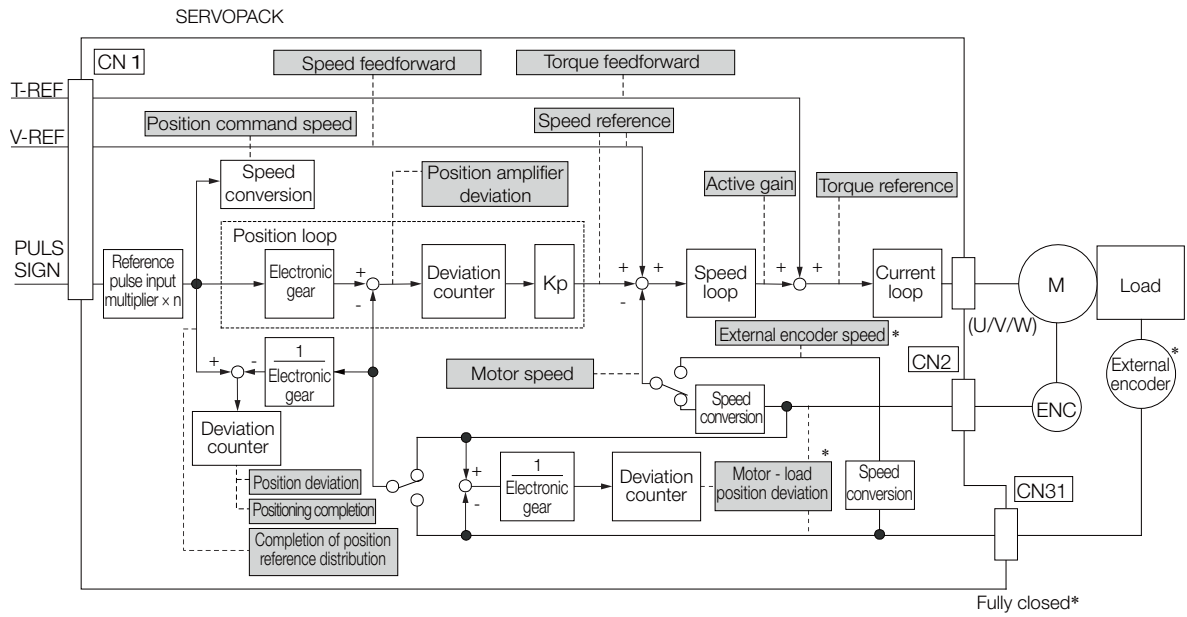 SERVOPACK
CN 1
Speed feedforward
Torque feedforward
T-REF
Position command speed
Speed reference
V-REF
Speed
conversion
Position amplifier
deviation
Active gain
Torque reference
PULS
SIGN
Position loop
Reference
pulse input
multiplier × n
Electronic
gear
+
-
Deviation
counter
Kp
+
+
-
Speed
loop
+
+
Current
loop
M
Load
(U/V/W)
External encoder speed *
+
-
1
Electronic
gear
Motor speed
CN2
External
encoder
*
Speed
conversion
ENC
Deviation
counter
+
-
1
Electronic
gear
Deviation
counter
*
Motor - load
position deviation
Speed
conversion
Position deviation
CN31
Positioning completion
Completion of position
reference distribution
Fully closed*